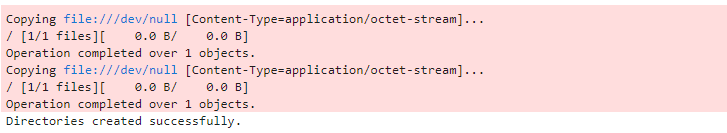 Copying file:///dev/null [Content-Type=application/octet-stream]...
/ [1/1 files][    0.0 B/    0.0 B]
Operation completed over 1 objects.
Copying file:///dev/null [Content-Type=application/octet-stream]...
/ [1/1 files][    0.0 B/    0.0 B]
Operation completed over 1 objects.
Directories created successfully.